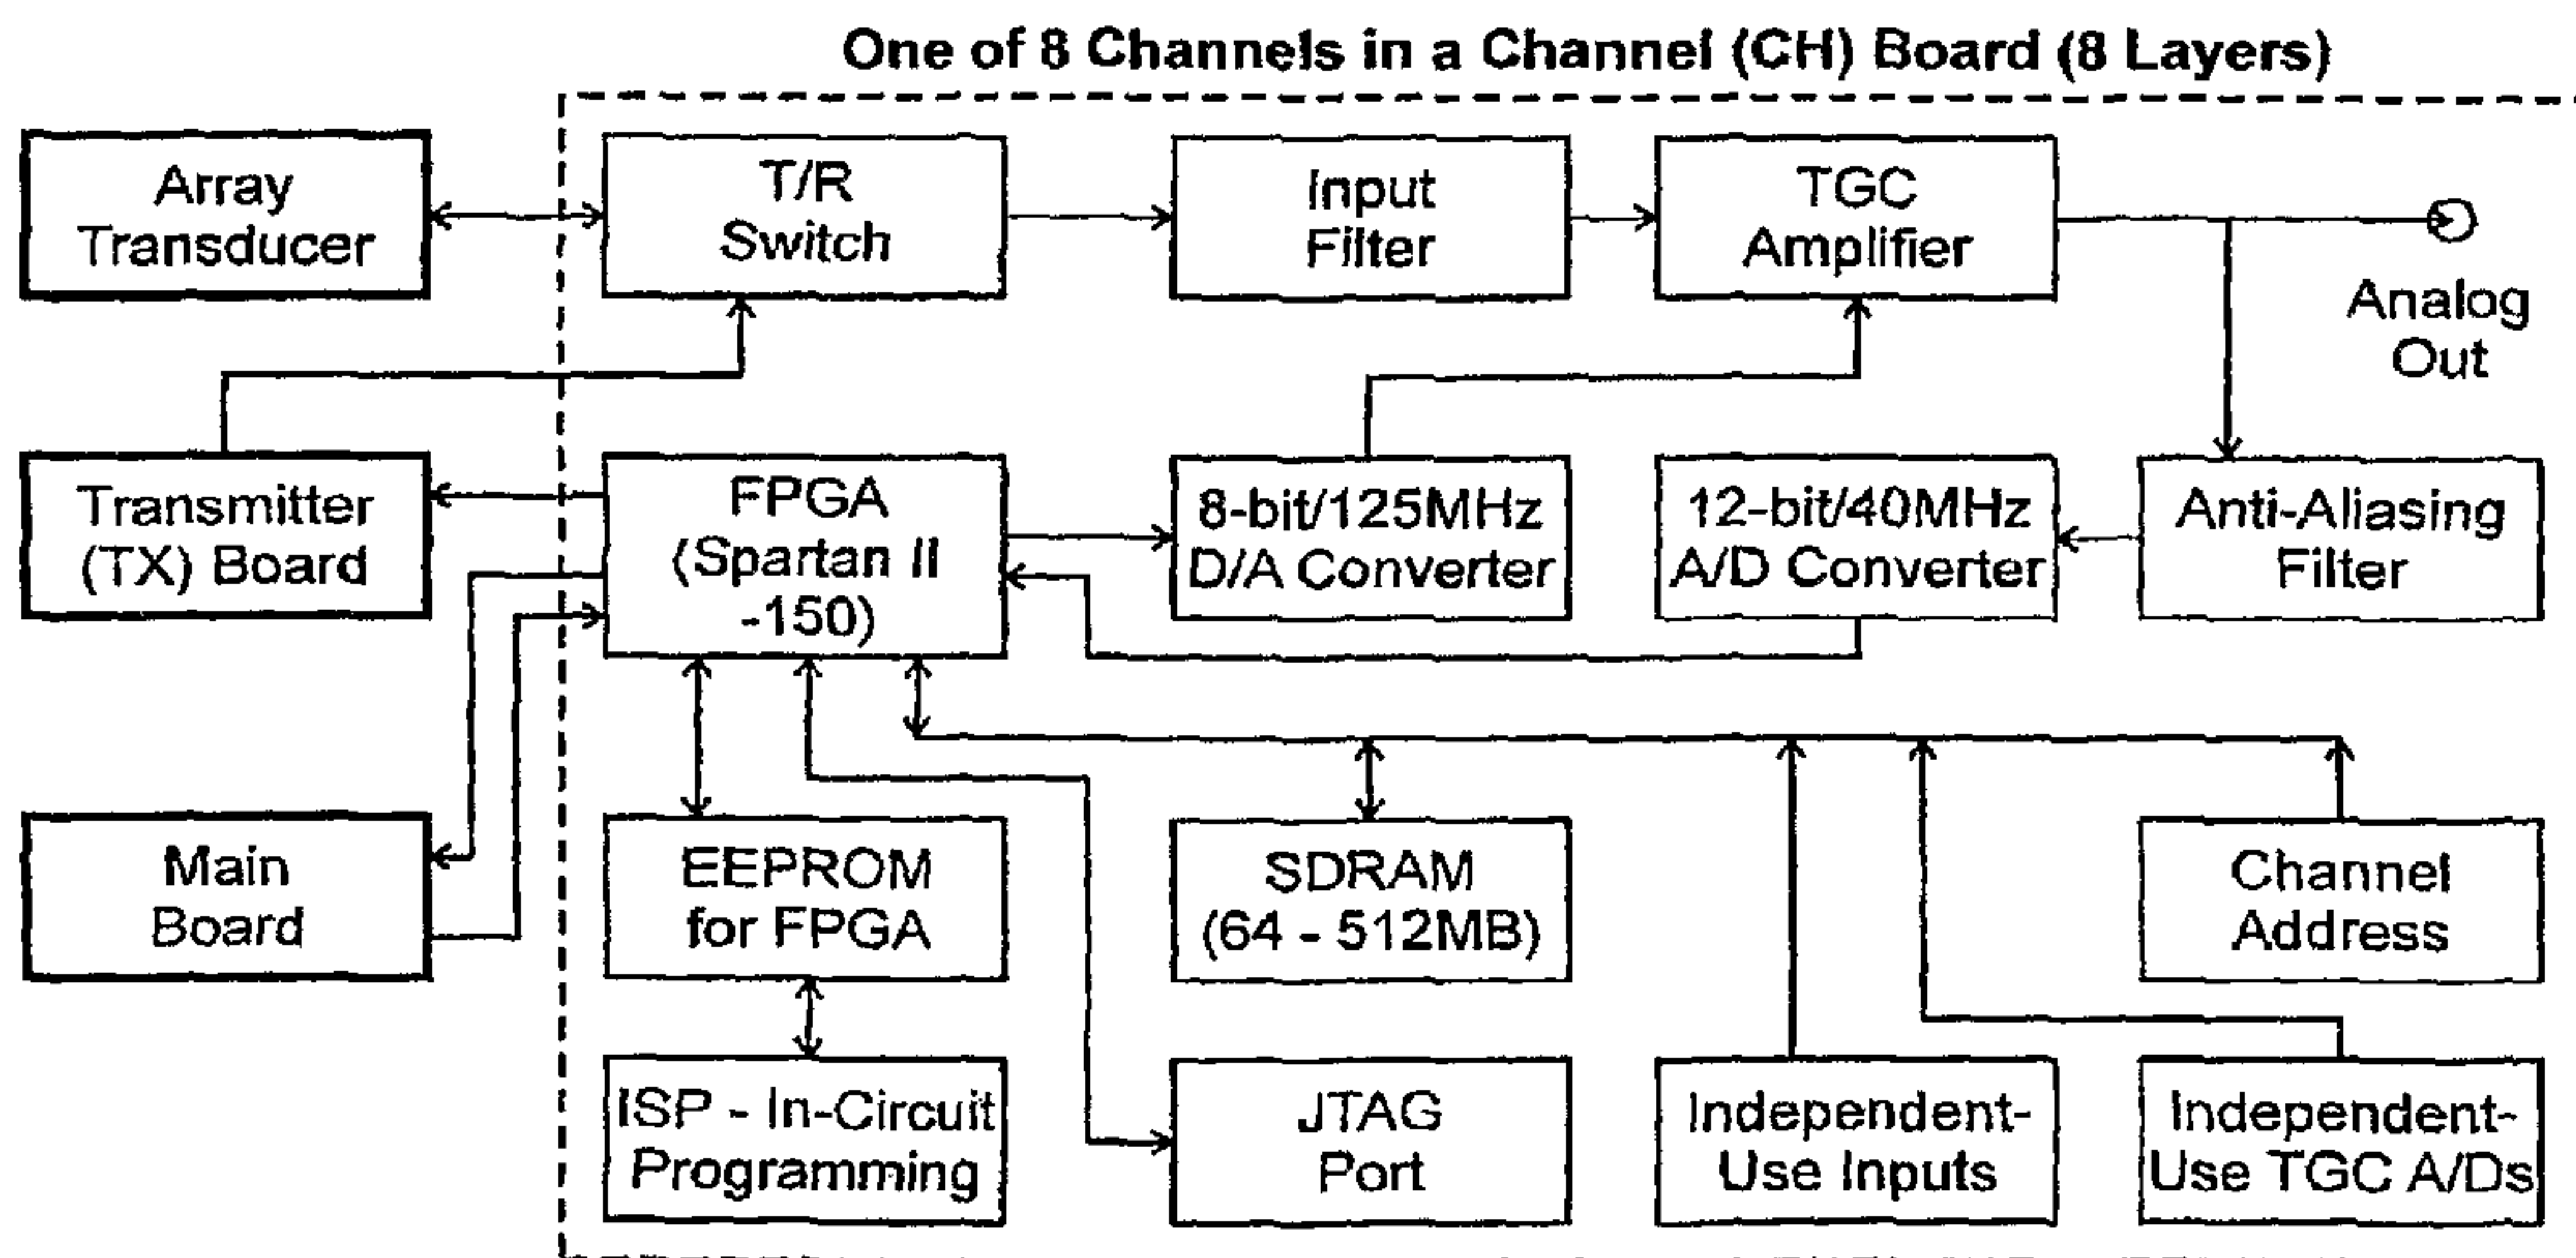 One of 8 Channels in a Channel (CH) Board (8 Layers)
Array
Transducer
T/R
Switch
Input
Filter
TGC
Amplifier
Analog
Out
Transmitter
(TX) Board
FPGA
(Spartan II
-150)
8-bit/125MHz
D/A Converter
12-bit/40MHz
A/D Converter
Anti-Aliasing
Filter
Main
Board
EEPROM
for FPGA
SDRAM
(64 - 512MB)
Channel
Address
ISP - In-Circuit
Programming
JTAG
Port
Independent-
Use Inputs
Independent-
Use TGC A/Ds